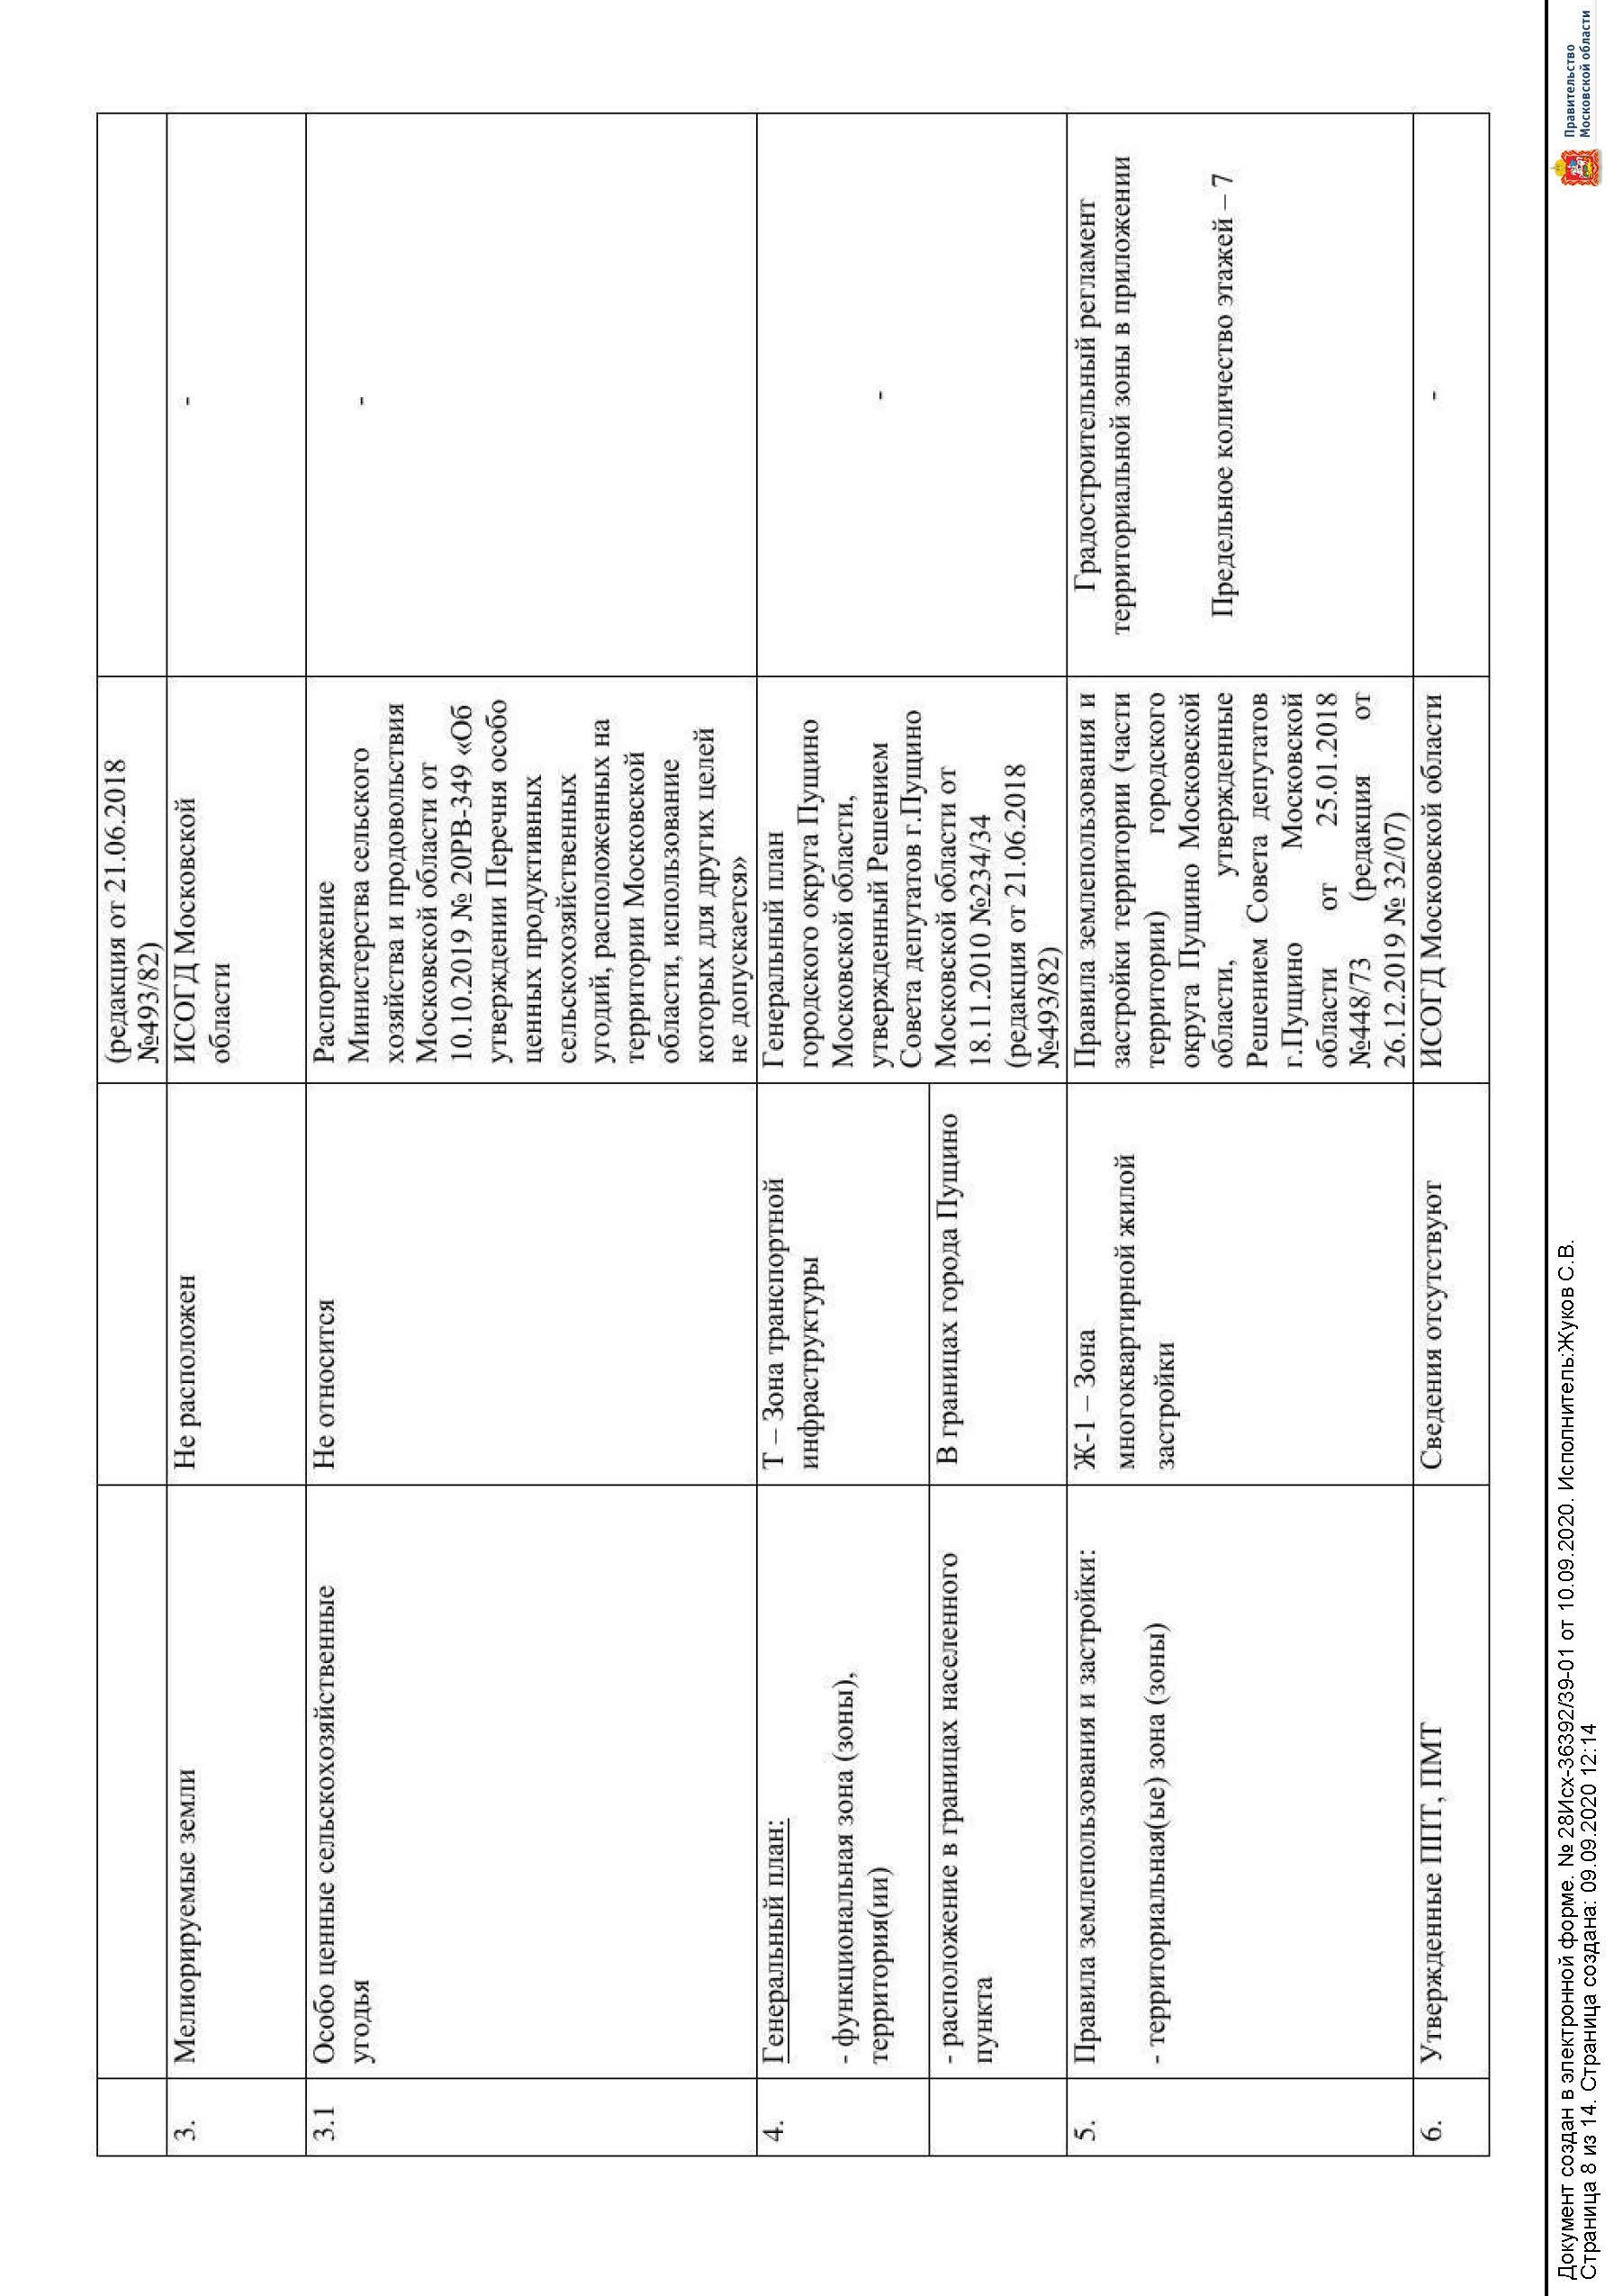 (редакция от 21.06.2018
№493/82)
3.
Мелиорируемые земли
Не расположен
ИСОГД Московской
области
-
3.1
Особо ценные сельскохозяйственные
угодья
Не относится
Распоряжение
Министерства сельского
хозяйства и продовольствия
Московской области от
10.10.2019 № 20РВ-349 «Об
утверждении Перечня особо
ценных продуктивных
сельскохозяйственных
угодий, расположенных на
территории Московской
области, использование
которых для других целей
не допускается»
-
4.
Генеральный план:
- функциональная зона (зоны),
территория(ии)
Т – Зона транспортной
инфраструктуры
Генеральный план
городского округа Пущино
Московской области,
утвержденный Решением
Совета депутатов г.Пущино
Московской области от
18.11.2010 №234/34
(редакция от 21.06.2018
№493/82)
-
- расположение в границах населенного
пункта
В границах города Пущино
5.
Правила землепользования и застройки:
- территориальная(ые) зона (зоны)
Ж-1 – Зона
многоквартирной жилой
застройки
Правила землепользования и
застройки территории (части
территории) городского
округа Пущино Московской
области, утвержденные
Решением Совета депутатов
г.Пущино Московской
области от 25.01.2018
№448/73 (редакция от
26.12.2019 № 32/07)
Градостроительный регламент
территориальной зоны в приложении
Предельное количество этажей – 7
6.
Утвержденные ППТ, ПМТ
Сведения отсутствуют
ИСОГД Московской области
-
Документ создан в электронной форме. № 28Исх-36392/39-01 от 10.09.2020. Исполнитель:Жуков С.В.
Страница 8 из 14. Страница создана: 09.09.2020 12:14
Правительство
Московской области